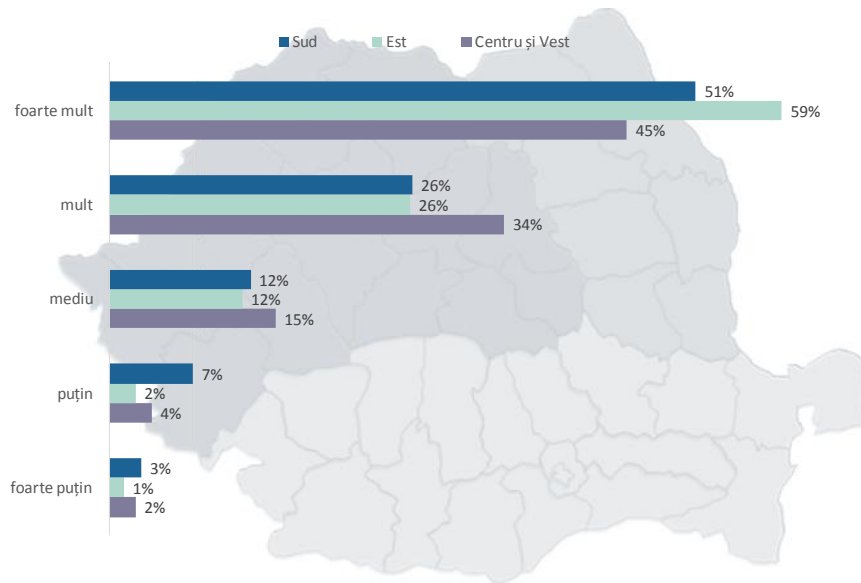 Sud Est Centru și Vest
foarte mult
51%
59%
45%
mult
26%
26%
34%
mediu
12%
12%
15%
puțin
7%
2%
4%
foarte puțin
3%
1%
2%